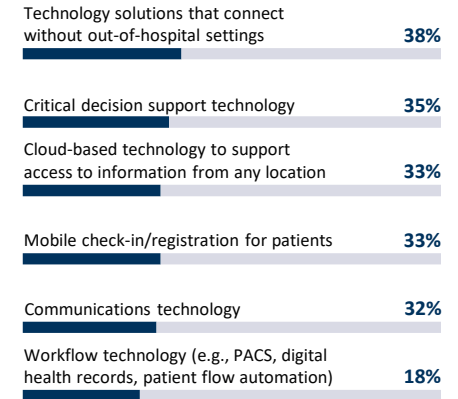 Technology solutions that connect
without out-of-hospital settings 38%
Critical decision support technology 35%
Cloud-based technology to support
access to information from any location 33%
Mobile check-in/registration for patients 33%
Communications technology 32%
Workflow technology (e.g., PACS, digital
health records, patient flow automation) 18%